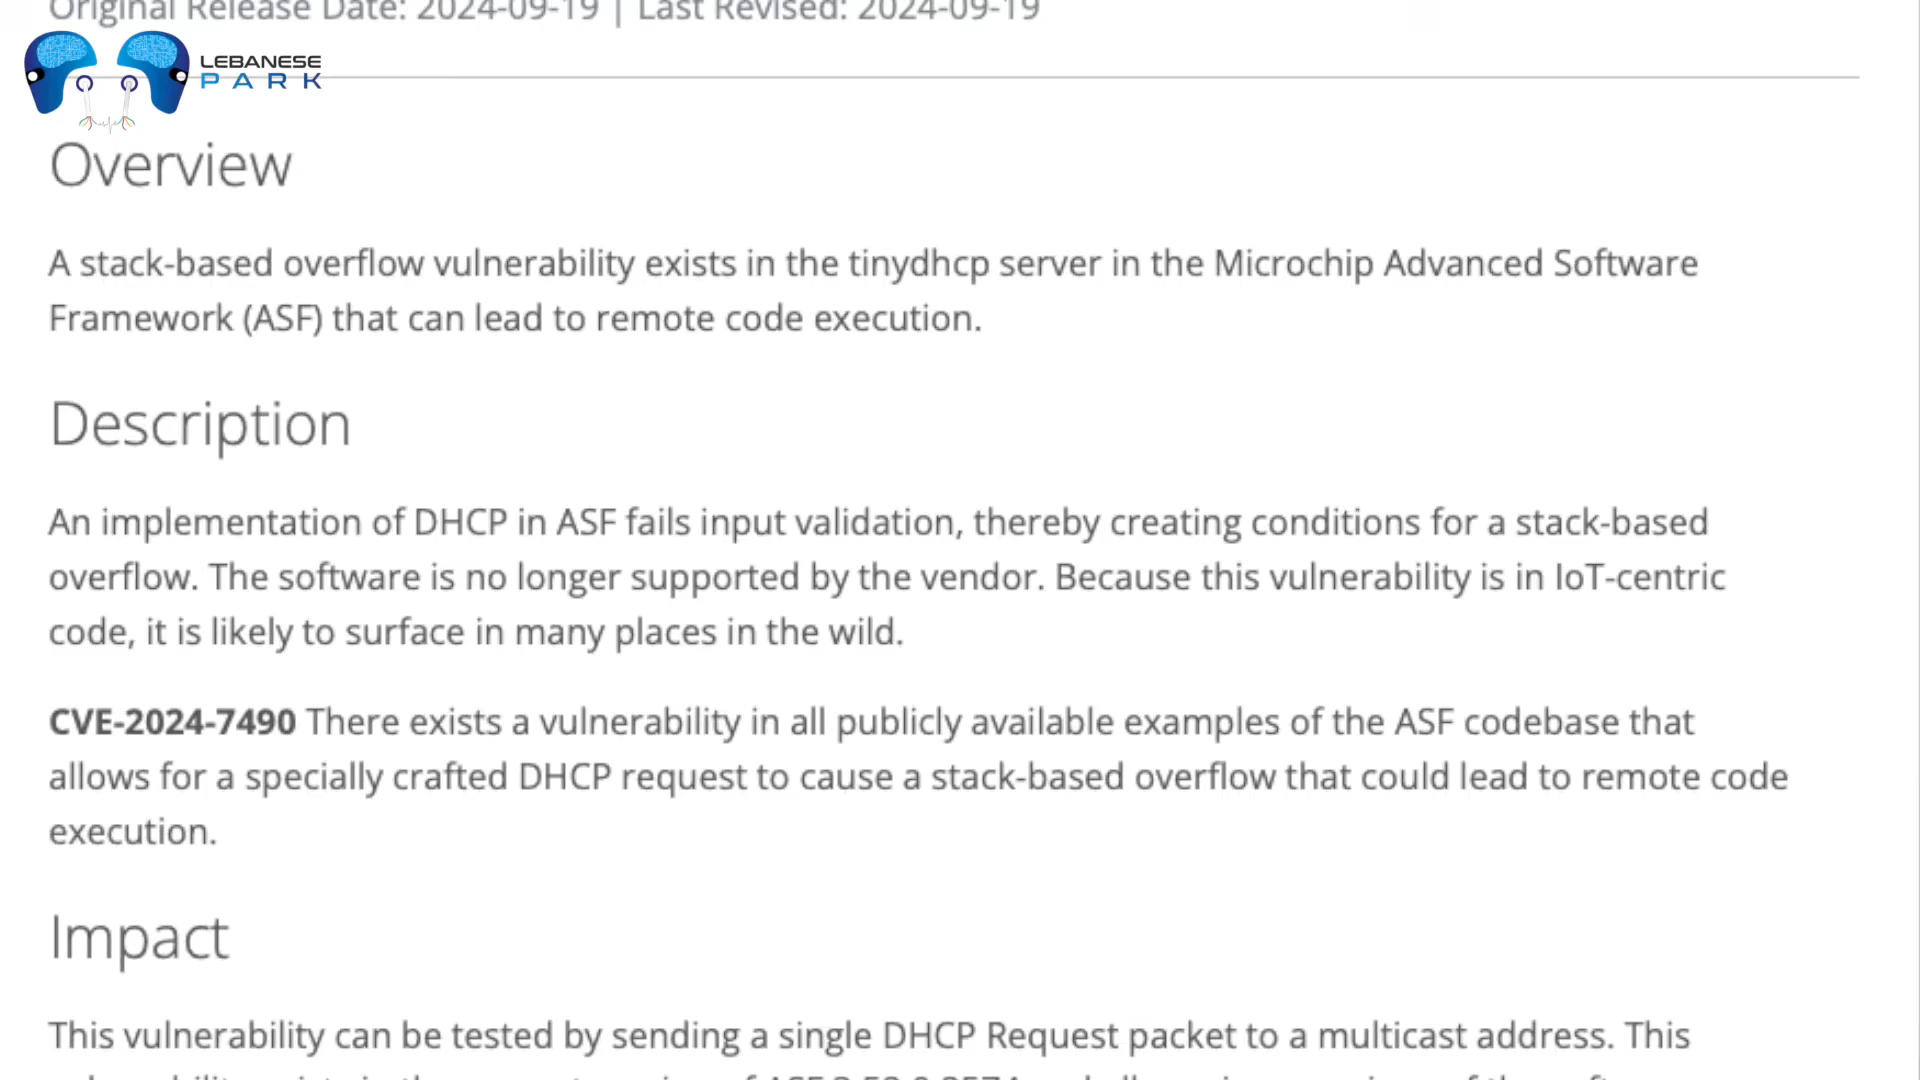 Original Release Date: 2024-09-19 | Last Revised: 2024-09-19
LEBANESE
PARK
Overview
A stack-based overflow vulnerability exists in the tinydhcp server in the Microchip Advanced Software
Framework (ASF) that can lead to remote code execution.
Description
An implementation of DHCP in ASF fails input validation, thereby creating conditions for a stack-based
overflow. The software is no longer supported by the vendor. Because this vulnerability is in IoT-centric
code, it is likely to surface in many places in the wild.
CVE-2024-7490 There exists a vulnerability in all publicly available examples of the ASF codebase that
allows for a specially crafted DHCP request to cause a stack-based overflow that could lead to remote code
execution.
Impact
This vulnerability can be tested by sending a single DHCP Request packet to a multicast address. This